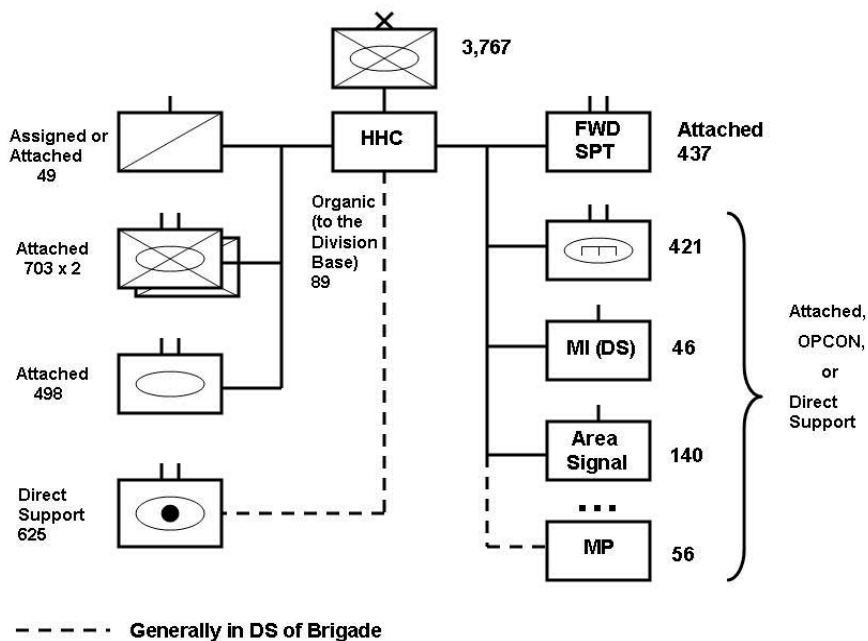 3,767
HHC
Organic
(to the
Division
Base)
89
Assigned or
Attached
49
Attached
703 x 2
Attached
498
Direct
Support
625
FWD
SPT
Attached
437
421
MI (DS)
46
Area
Signal
140
MP
56
Attached,
OPCON,
or
Direct
Support
Generally in DS of Brigade